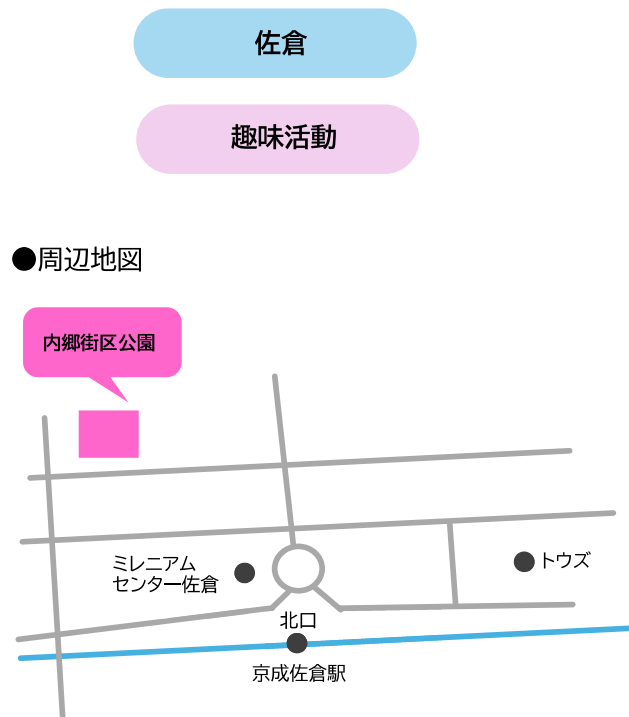 佐倉
趣味活動
●周辺地図
内郷街区公園
ミレニアム
センター佐倉
トウズ
北口
京成佐倉駅